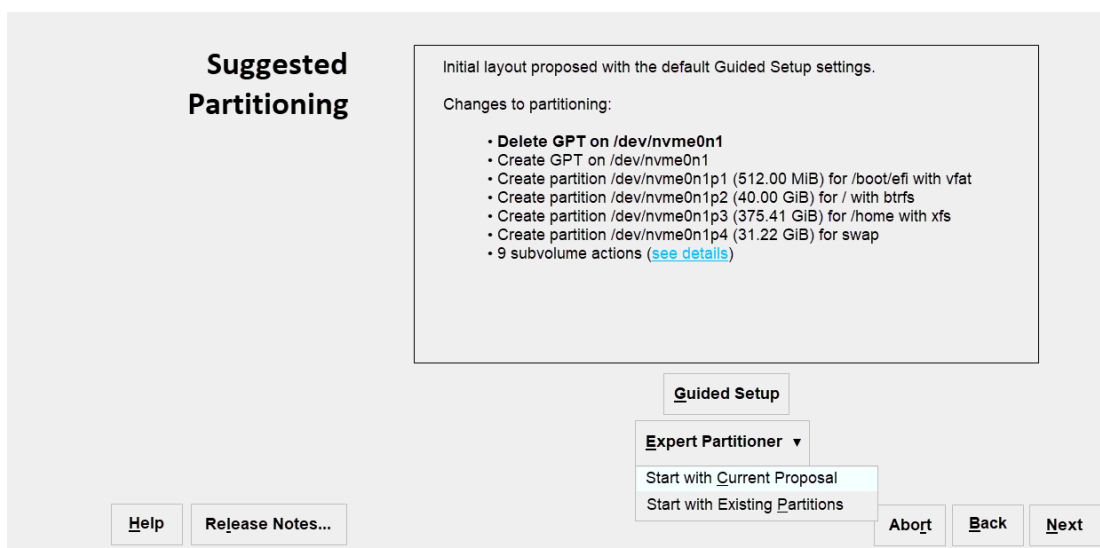 Suggested
Partitioning
Initial layout proposed with the default Guided Setup settings.
Changes to partitioning:
• Delete GPT on /dev/nvme0n1
• Create GPT on /dev/nvme0n1
• Create partition /dev/nvme0n1p1 (512.00 MiB) for /boot/efi with vfat
• Create partition /dev/nvme0n1p2 (40.00 GiB) for / with btrfs
• Create partition /dev/nvme0n1p3 (375.41 GiB) for /home with xfs
• Create partition /dev/nvme0n1p4 (31.22 GiB) for swap
• 9 subvolume actions (see details)
Guided Setup
Expert Partitioner ▼
Start with Current Proposal
Start with Existing Partitions
Help
Release Notes...
Abort
Back
Next